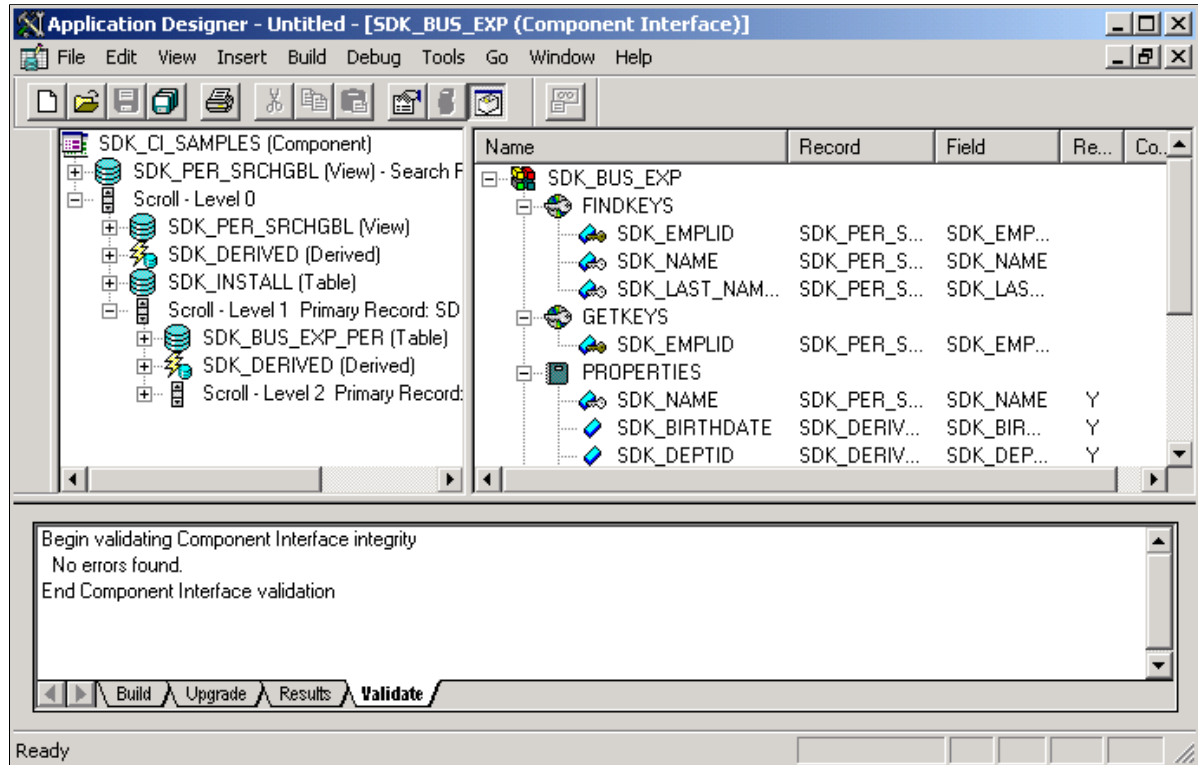 Application Designer - Untitled - [SDK_BUS_EXP (Component Interface)]
File Edit View Insert Build Debug Tools Go Window Help
SDK_CI_SAMPLES (Component)
SDK_PER_SRCHGBL (View) - Search F
Scroll - Level 0
SDK_PER_SRCHGBL (View)
SDK_DERIVED (Derived)
SDK_INSTALL (Table)
Scroll - Level 1 Primary Record: SD
SDK_BUS_EXP_PER (Table)
SDK_DERIVED (Derived)
Scroll - Level 2 Primary Record:
Name Record Field Re... Co...
SDK_BUS_EXP
FINDKEYS
SDK_EMPLID SDK_PER_S... SDK_EMP...
SDK_NAME SDK_PER_S... SDK_NAME
SDK_LAST_NAM... SDK_PER_S... SDK_LAS...
GETKEYS
SDK_EMPLID SDK_PER_S... SDK_EMP...
PROPERTIES
SDK_NAME SDK_PER_S... SDK_NAME Y
SDK_BIRTHDATE SDK_DERIV... SDK_BIR... Y
SDK_DEPTID SDK_DERIV... SDK_DEP... Y
Begin validating Component Interface integrity
No errors found.
End Component Interface validation
Build Upgrade Results Validate
Ready